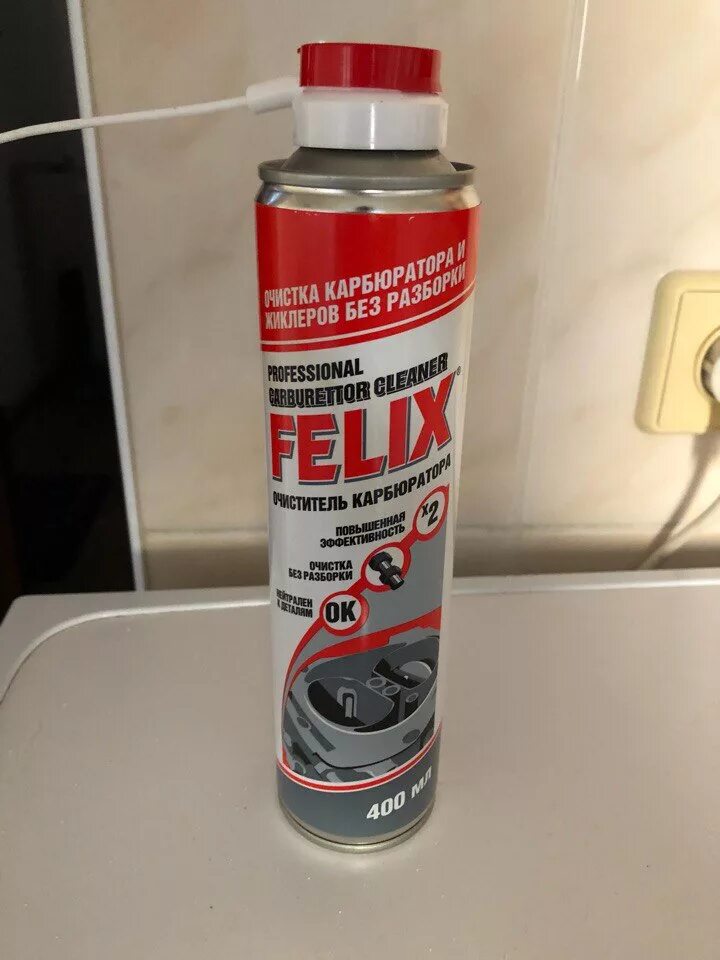 ОЧИСТКА КАРБЮРАТОРА И
ЖИКЛЕРОВ БЕЗ РАЗБОРКИ
PROFESSIONAL
CARBURETTOR CLEANER
FELIX®
ОЧИСТИТЕЛЬ КАРБЮРАТОРА
ПОВЫШЕННАЯ
ЭФФЕКТИВНОСТЬ
x2
ОЧИСТКА
БЕЗ РАЗБОРКИ
НЕЙТРАЛЕН
К ДЕТАЛЯМ
OK
400 МЛ